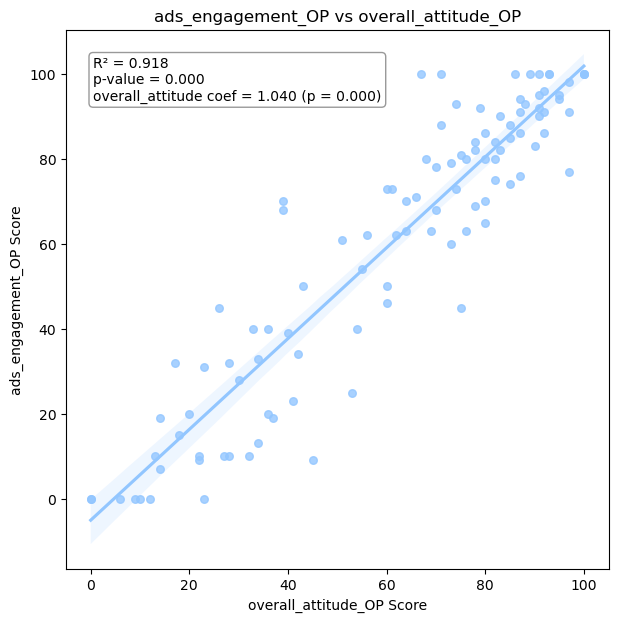 ads_engagement_OP vs overall_attitude_OP
R² = 0.918
p-value = 0.000
overall_attitude coef = 1.040 (p = 0.000)
100
80
60
40
20
0
ads_engagement_OP Score
0 20 40 60 80 100
overall_attitude_OP Score